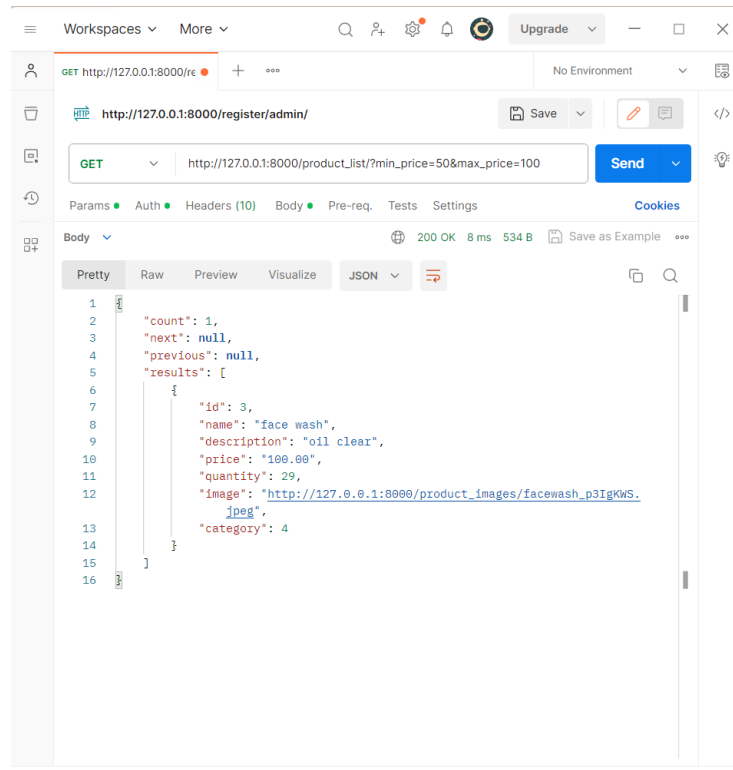 Workspaces More Upgrade
GET http://127.0.0.1:8000/re No Environment
HTTP http://127.0.0.1:8000/register/admin/ Save
GET http://127.0.0.1:8000/product_list/?min_price=50&max_price=100 Send
Params Auth Headers (10) Body Pre-req. Tests Settings Cookies
Body 200 OK 8 ms 534 B Save as Example
Pretty Raw Preview Visualize JSON
1 {
2 "count": 1,
3 "next": null,
4 "previous": null,
5 "results": [
6 {
7 "id": 3,
8 "name": "face wash",
9 "description": "oil clear",
10 "price": "100.00",
11 "quantity": 29,
12 "image": "http://127.0.0.1:8000/product_images/facewash_p3IgKWS.
jpeg",
13 "category": 4
14 }
15 ]
16 }